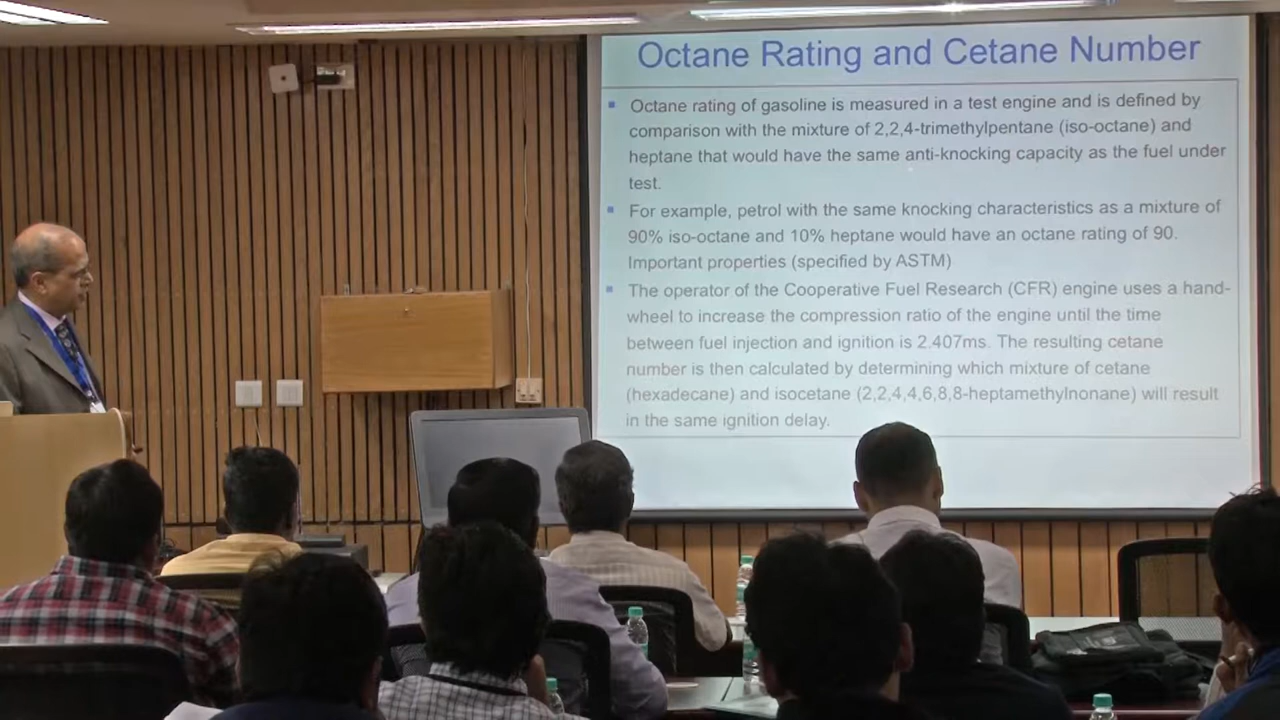 Octane Rating and Cetane Number
Octane rating of gasoline is measured in a test engine and is defined by
comparison with the mixture of 2,2,4-trimethylpentane (iso-octane) and
heptane that would have the same anti-knocking capacity as the fuel under
test.
For example, petrol with the same knocking characteristics as a mixture of
90% iso-octane and 10% heptane would have an octane rating of 90.
Important properties (specified by ASTM)
The operator of the Cooperative Fuel Research (CFR) engine uses a hand-
wheel to increase the compression ratio of the engine until the time
between fuel injection and ignition is 2.407ms. The resulting cetane
number is then calculated by determining which mixture of cetane
(hexadecane) and isocetane (2,2,4,4,6,8,8-heptamethylnonane) will result
in the same ignition delay.